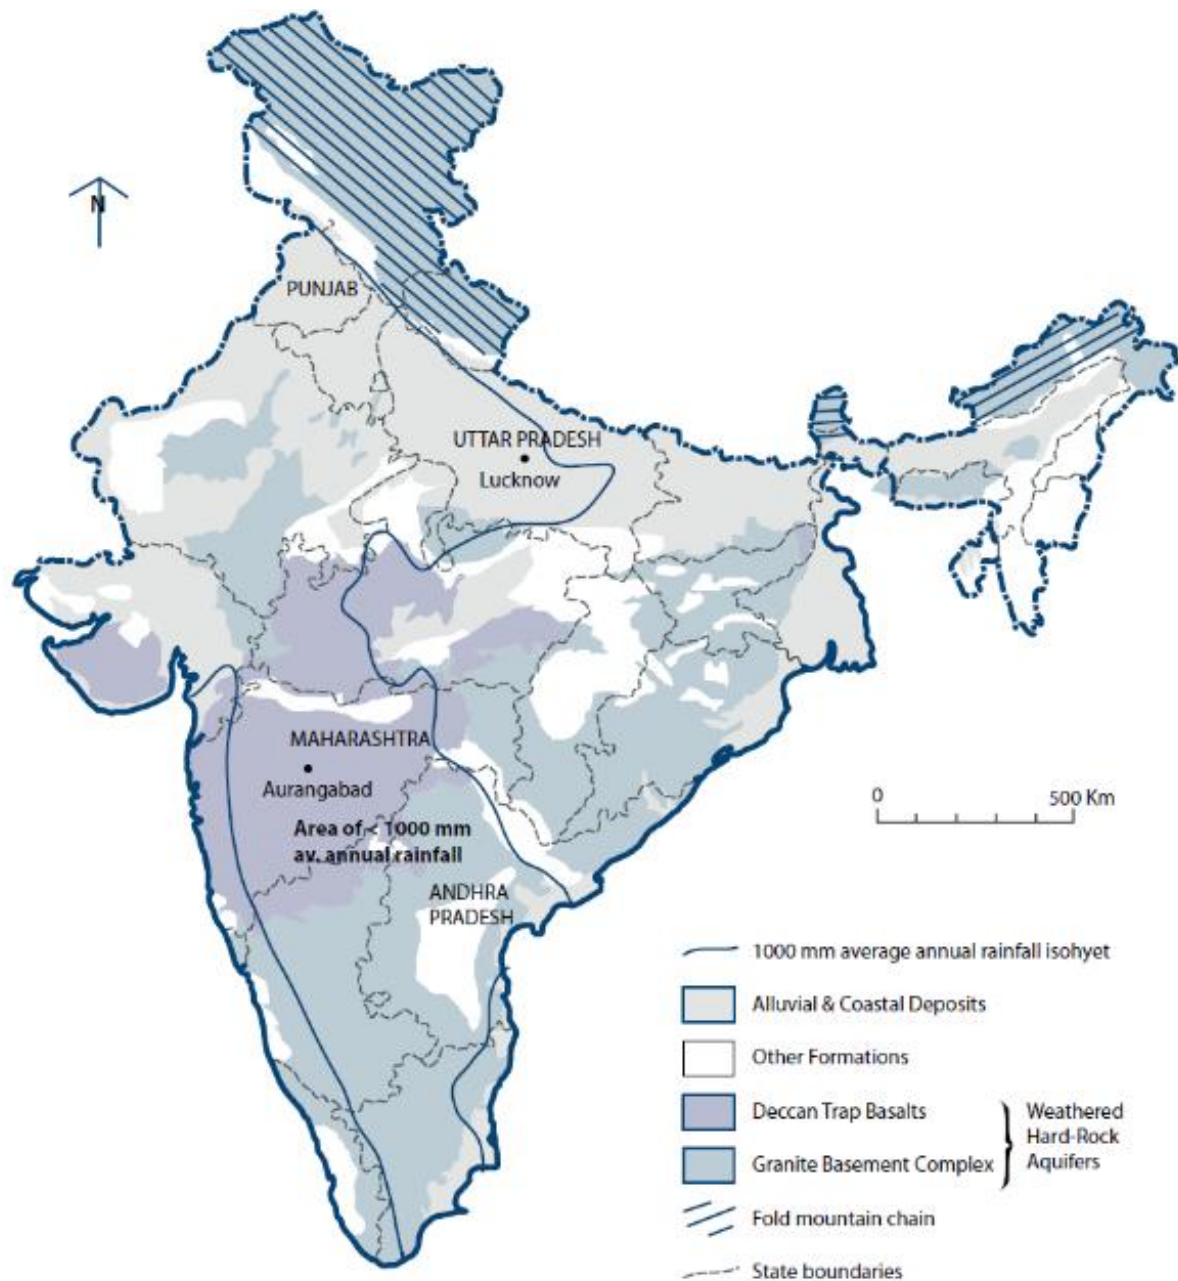 N
PUNJAB
UTTAR PRADESH
Lucknow
MAHARASHTRA
Aurangabad
Area of < 1000 mm
av. annual rainfall
ANDHRA
PRADESH
0 500 Km
1000 mm average annual rainfall isohyet
Alluvial & Coastal Deposits
Other Formations
Deccan Trap Basalts
Granite Basement Complex
Weathered
Hard-Rock
Aquifers
Fold mountain chain
State boundaries